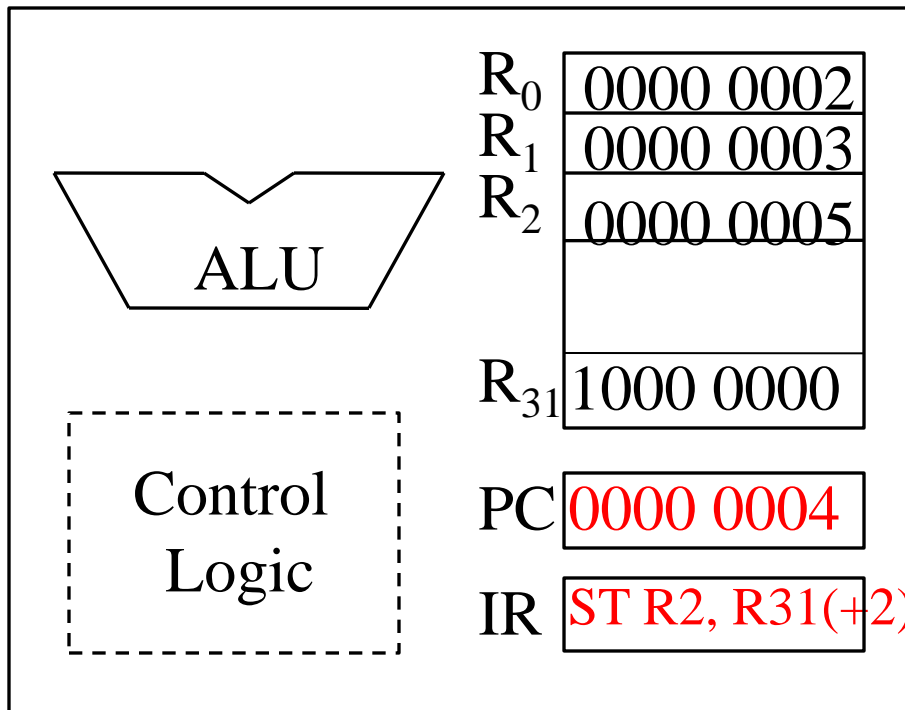 R0 0000 0002
R1 0000 0003
R2 0000 0005
ALU
R31 1000 0000
Control
Logic
PC 0000 0004
IR ST R2, R31(+2)